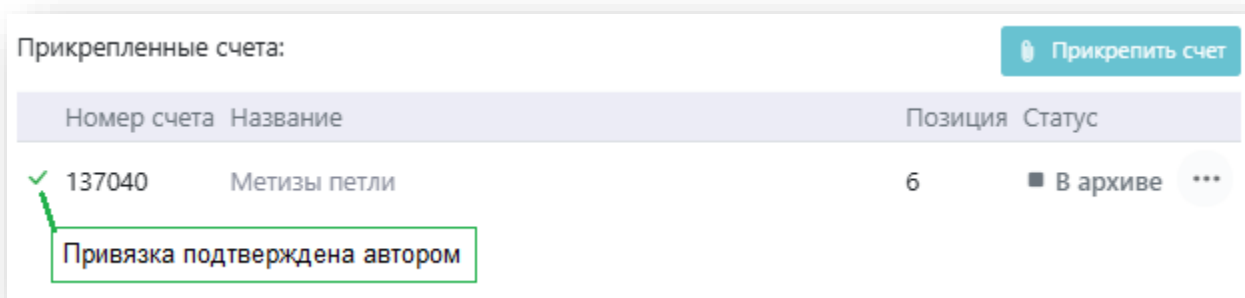 Прикрепленные счета:
Прикрепить счет
Номер счета Название Позиция Статус
137040 Метизы петли 6 В архиве ...
Привязка подтверждена автором